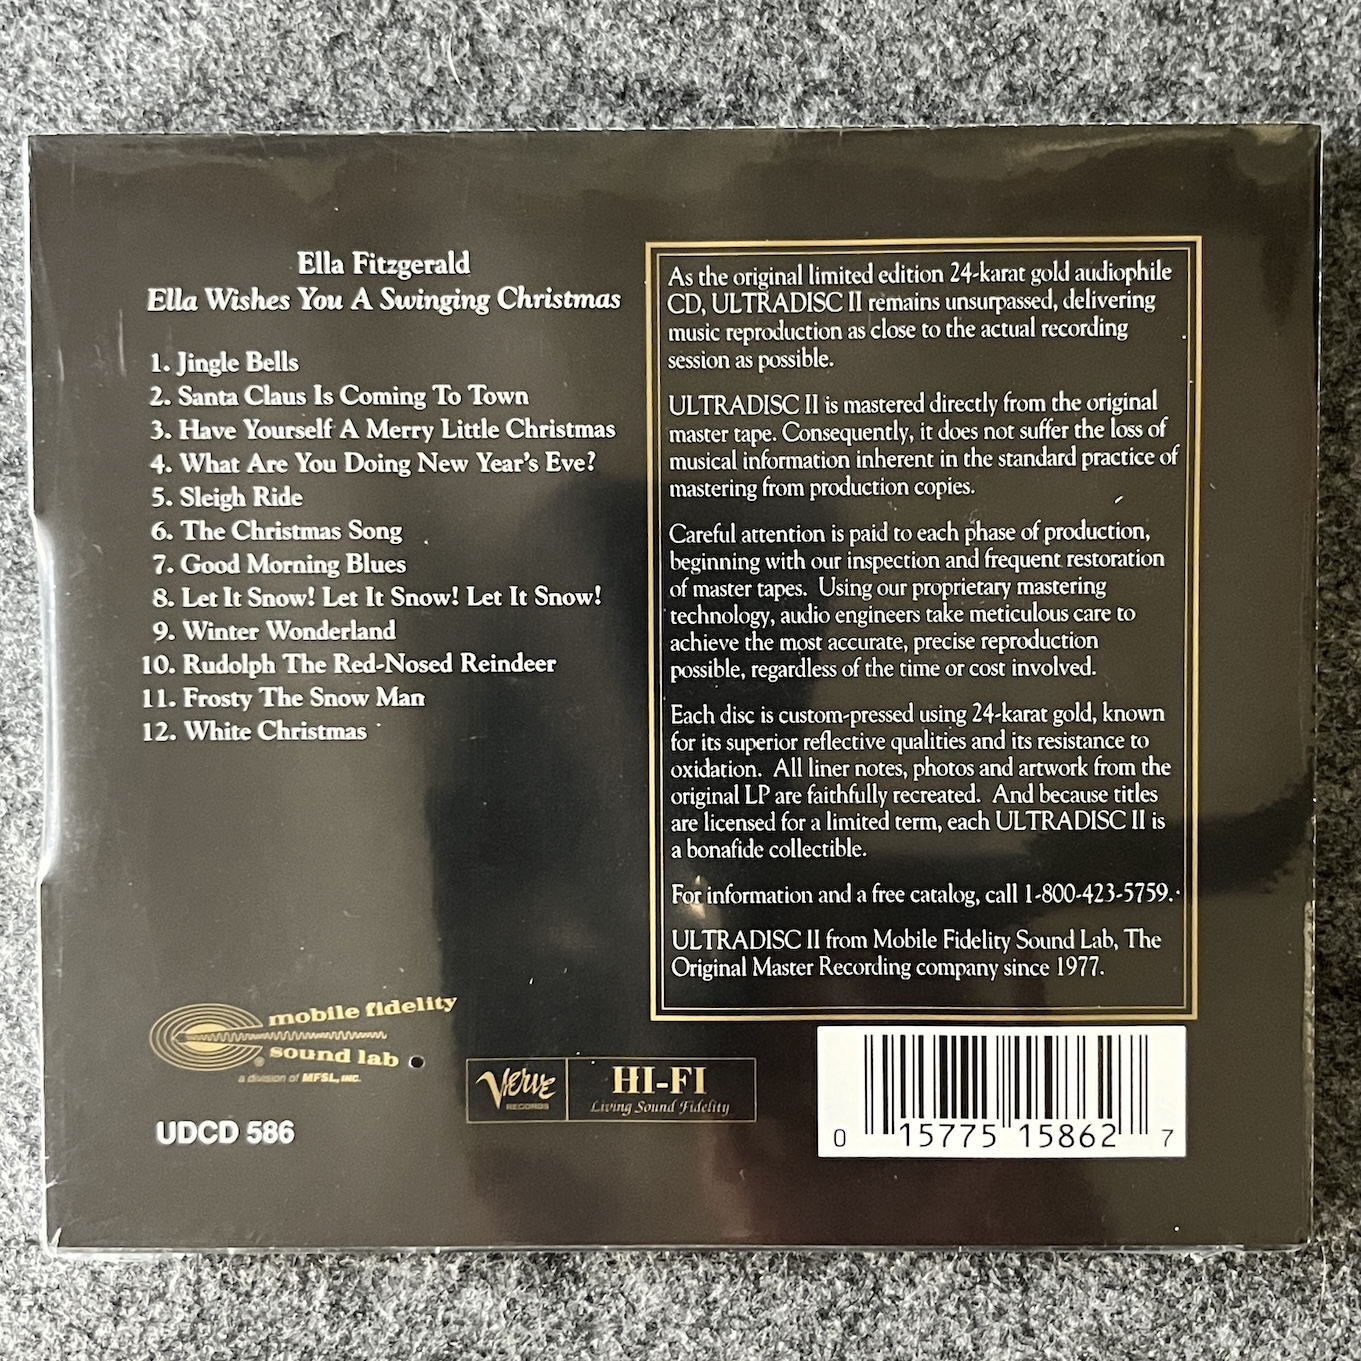 Ella Fitzgerald
Ella Wishes You A Swinging Christmas
1. Jingle Bells
2. Santa Claus Is Coming To Town
3. Have Yourself A Merry Little Christmas
4. What Are You Doing New Year's Eve?
5. Sleigh Ride
6. The Christmas Song
7. Good Morning Blues
8. Let It Snow! Let It Snow! Let It Snow!
9. Winter Wonderland
10. Rudolph The Red-Nosed Reindeer
11. Frosty The Snow Man
12. White Christmas
As the original limited edition 24-karat gold audiophile
CD, ULTRADISC II remains unsurpassed, delivering
music reproduction as close to the actual recording
session as possible.
ULTRADISC II is mastered directly from the original
master tape. Consequently, it does not suffer the loss of
musical information inherent in the standard practice of
mastering from production copies.
Careful attention is paid to each phase of production,
beginning with our inspection and frequent restoration
of master tapes. Using our proprietary mastering
technology, audio engineers take meticulous care to
achieve the most accurate, precise reproduction
possible, regardless of the time or cost involved.
Each disc is custom-pressed using 24-karat gold, known
for its superior reflective qualities and its resistance to
oxidation. All liner notes, photos and artwork from the
original LP are faithfully recreated. And because titles
are licensed for a limited term, each ULTRADISC II is
a bonafide collectible.
For information and a free catalog, call 1-800-423-5759.
ULTRADISC II from Mobile Fidelity Sound Lab, The
Original Master Recording company since 1977.
mobile fidelity
sound lab
®
a division of MFSL, INC.
UDCD 586
Verve
RECORDS
HI-FI
Living Sound Fidelity
0 15775 15862 7